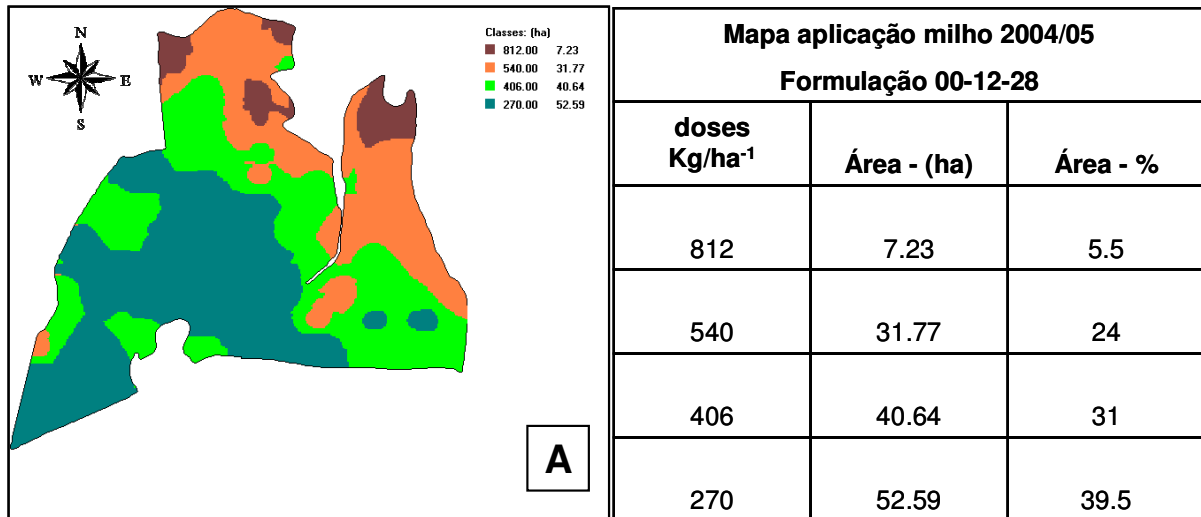 N
W E
S
Classes: (ha)
812.00 7.23
540.00 31.77
406.00 40.64
270.00 52.59
A
Mapa aplicação milho 2004/05
Formulação 00-12-28
doses
Kg/ha-1
Área - (ha)
Área - %
812 7.23 5.5
540 31.77 24
406 40.64 31
270 52.59 39.5